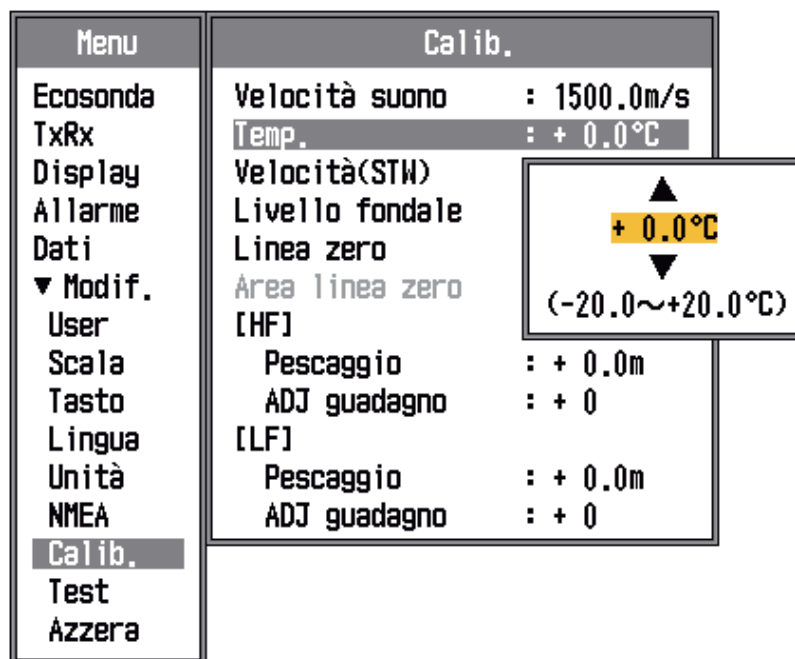 Menu
Ecosonda
TxRx
Display
Allarme
Dati
▼ Modif.
User
Scala
Tasto
Lingua
Unità
NMEA
Calib.
Test
Azzera
Calib.
Velocità suono : 1500.0m/s
Temp. : + 0.0°C
Velocità(STW)
Livello fondale
Linea zero
Area linea zero
[HF]
Pescaggio : + 0.0m
ADJ guadagno : + 0
[LF]
Pescaggio : + 0.0m
ADJ guadagno : + 0
▲
+ 0.0°C
▼
(-20.0～+20.0°C)